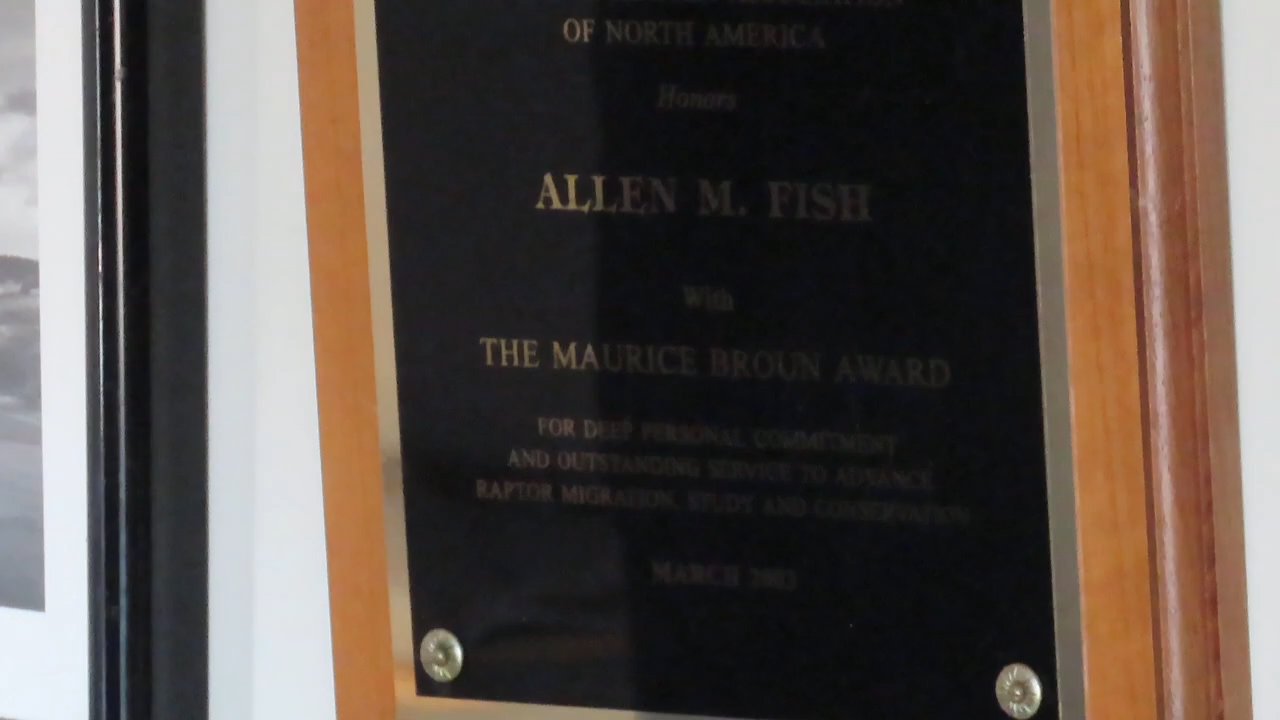 OF NORTH AMERICA
Honors
ALLEN M. FISH
With
THE MAURICE BROUN AWARD
FOR DEEP PERSONAL COMMITMENT
AND OUTSTANDING SERVICE TO ADVANCE
RAPTOR MIGRATION, STUDY AND CONSERVATION
MARCH